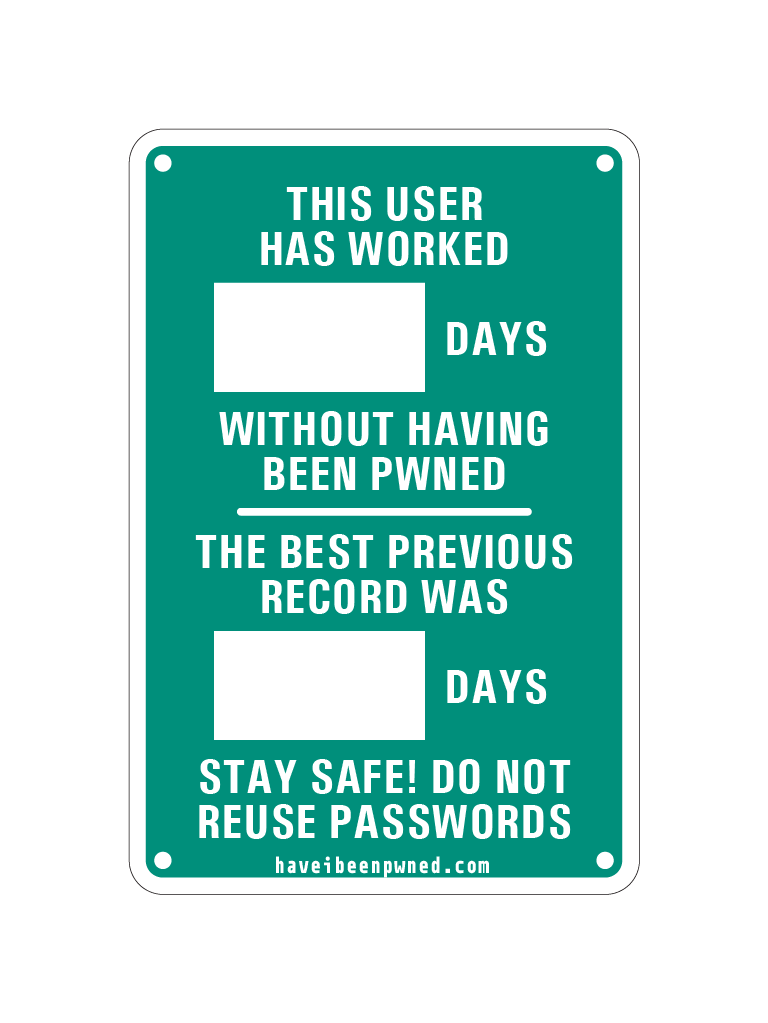 THIS USER
HAS WORKED
DAYS
WITHOUT HAVING
BEEN PWNED
THE BEST PREVIOUS
RECORD WAS
DAYS
STAY SAFE! DO NOT
REUSE PASSWORDS
haveibeenpwned.com